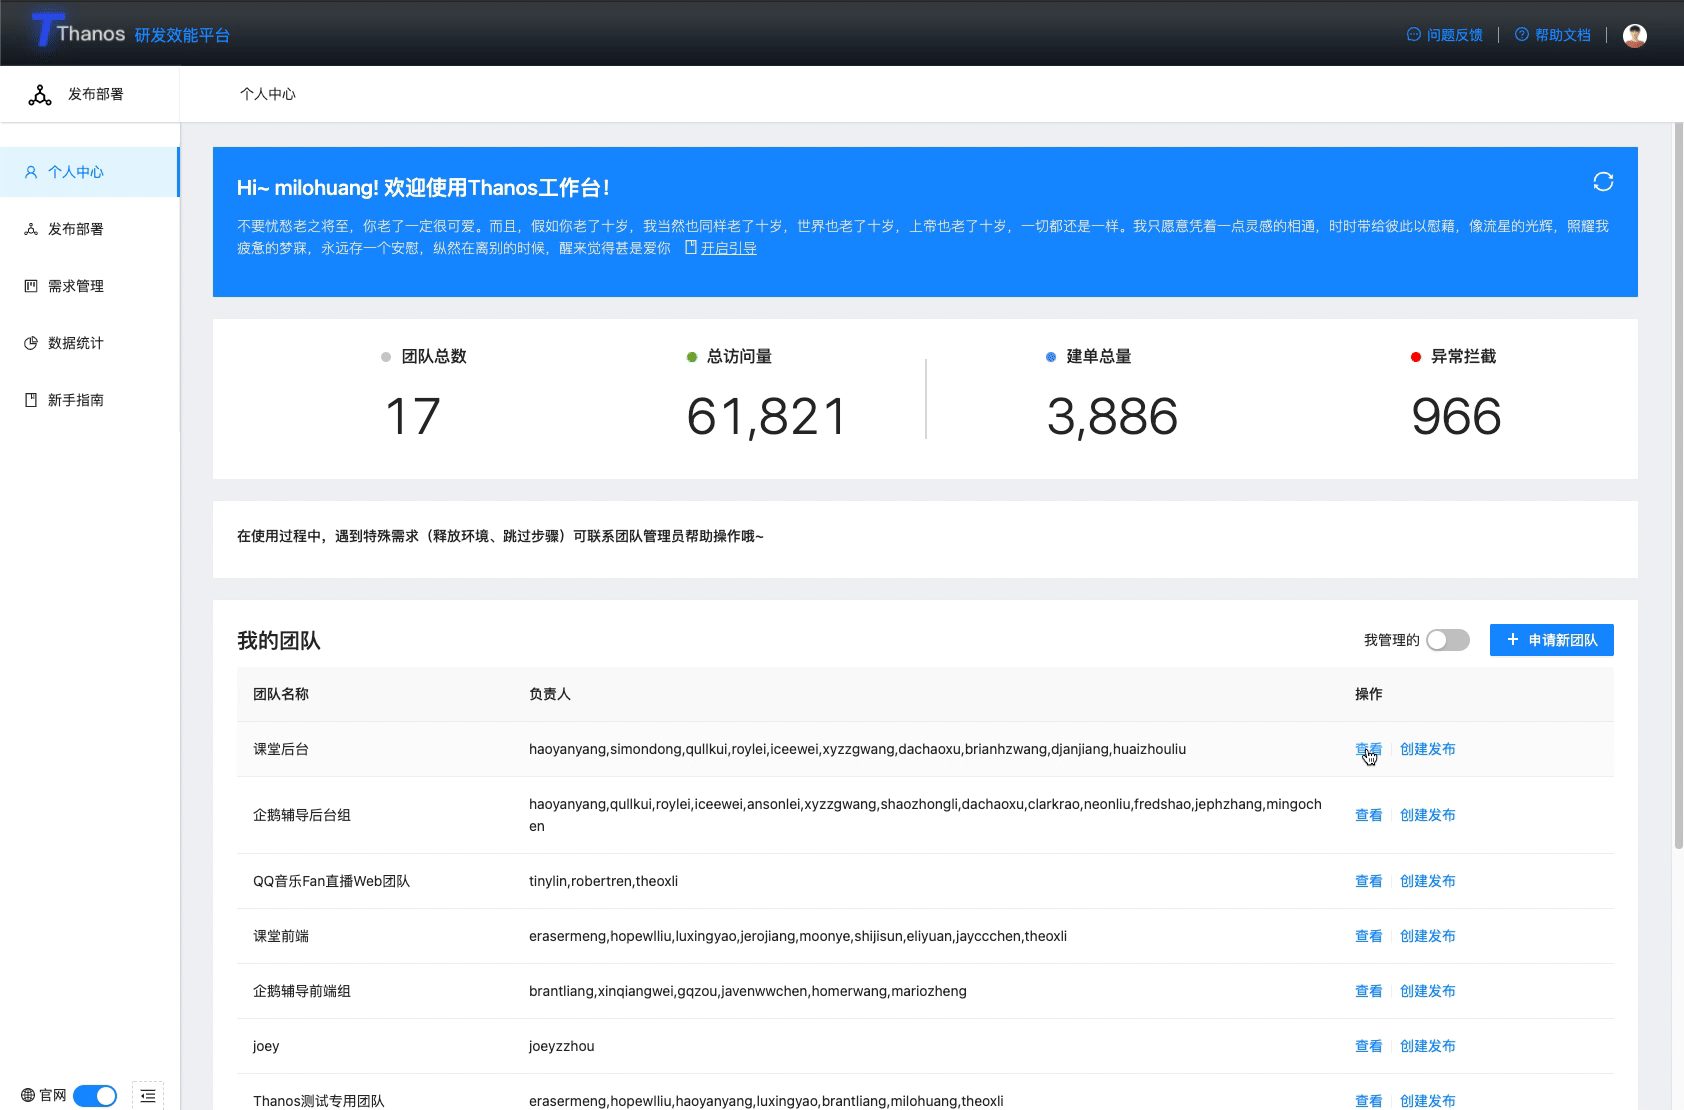 Thanos 研发效能平台
问题反馈
帮助文档
发布部署
个人中心
个人中心
发布部署
需求管理
数据统计
新手指南
官网
Hi~ milohuang! 欢迎使用Thanos工作台！
不要忧愁老之将至，你老了一定很可爱。而且，假如你老了十岁，我当然也同样老了十岁，世界也老了十岁，上帝也老了十岁，一切都还是一样。我只愿意凭着一点灵感的相通，时时带给彼此以慰藉，像流星的光辉，照耀我
疲惫的梦寐，永远存一个安慰，纵然在离别的时候，醒来觉得甚是爱你 开启引导
团队总数
总访问量
建单总量
异常拦截
17
61,821
3,886
966
在使用过程中，遇到特殊需求（释放环境、跳过步骤）可联系团队管理员帮助操作哦~
我的团队
我管理的
+ 申请新团队
团队名称 负责人 操作
课堂后台 haoyanyang,simondong,qullkui,roylei,iceewei,xyzzgwang,dachaoxu,brianhzwang,djanjiang,huaizhouliu 查看 创建发布
企鹅辅导后台组 haoyanyang,qullkui,roylei,iceewei,ansonlei,xyzzgwang,shaozhongli,dachaoxu,clarkrao,neonliu,fredshao,jephzhang,mingoch
en 查看 创建发布
QQ音乐Fan直播Web团队 tinylin,robertren,theoxli 查看 创建发布
课堂前端 erasermeng,hopewlliu,luxingyao,jerojiang,moonye,shijisun,eliyuan,jayccchen,theoxli 查看 创建发布
企鹅辅导前端组 brantliang,xinqiangwei,gqzou,javenwwchen,homerwang,mariozheng 查看 创建发布
joey joeyzzhou 查看 创建发布
Thanos测试专用团队 erasermeng,hopewlliu,haoyanyang,luxingyao,brantliang,milohuang,theoxli 查看 创建发布